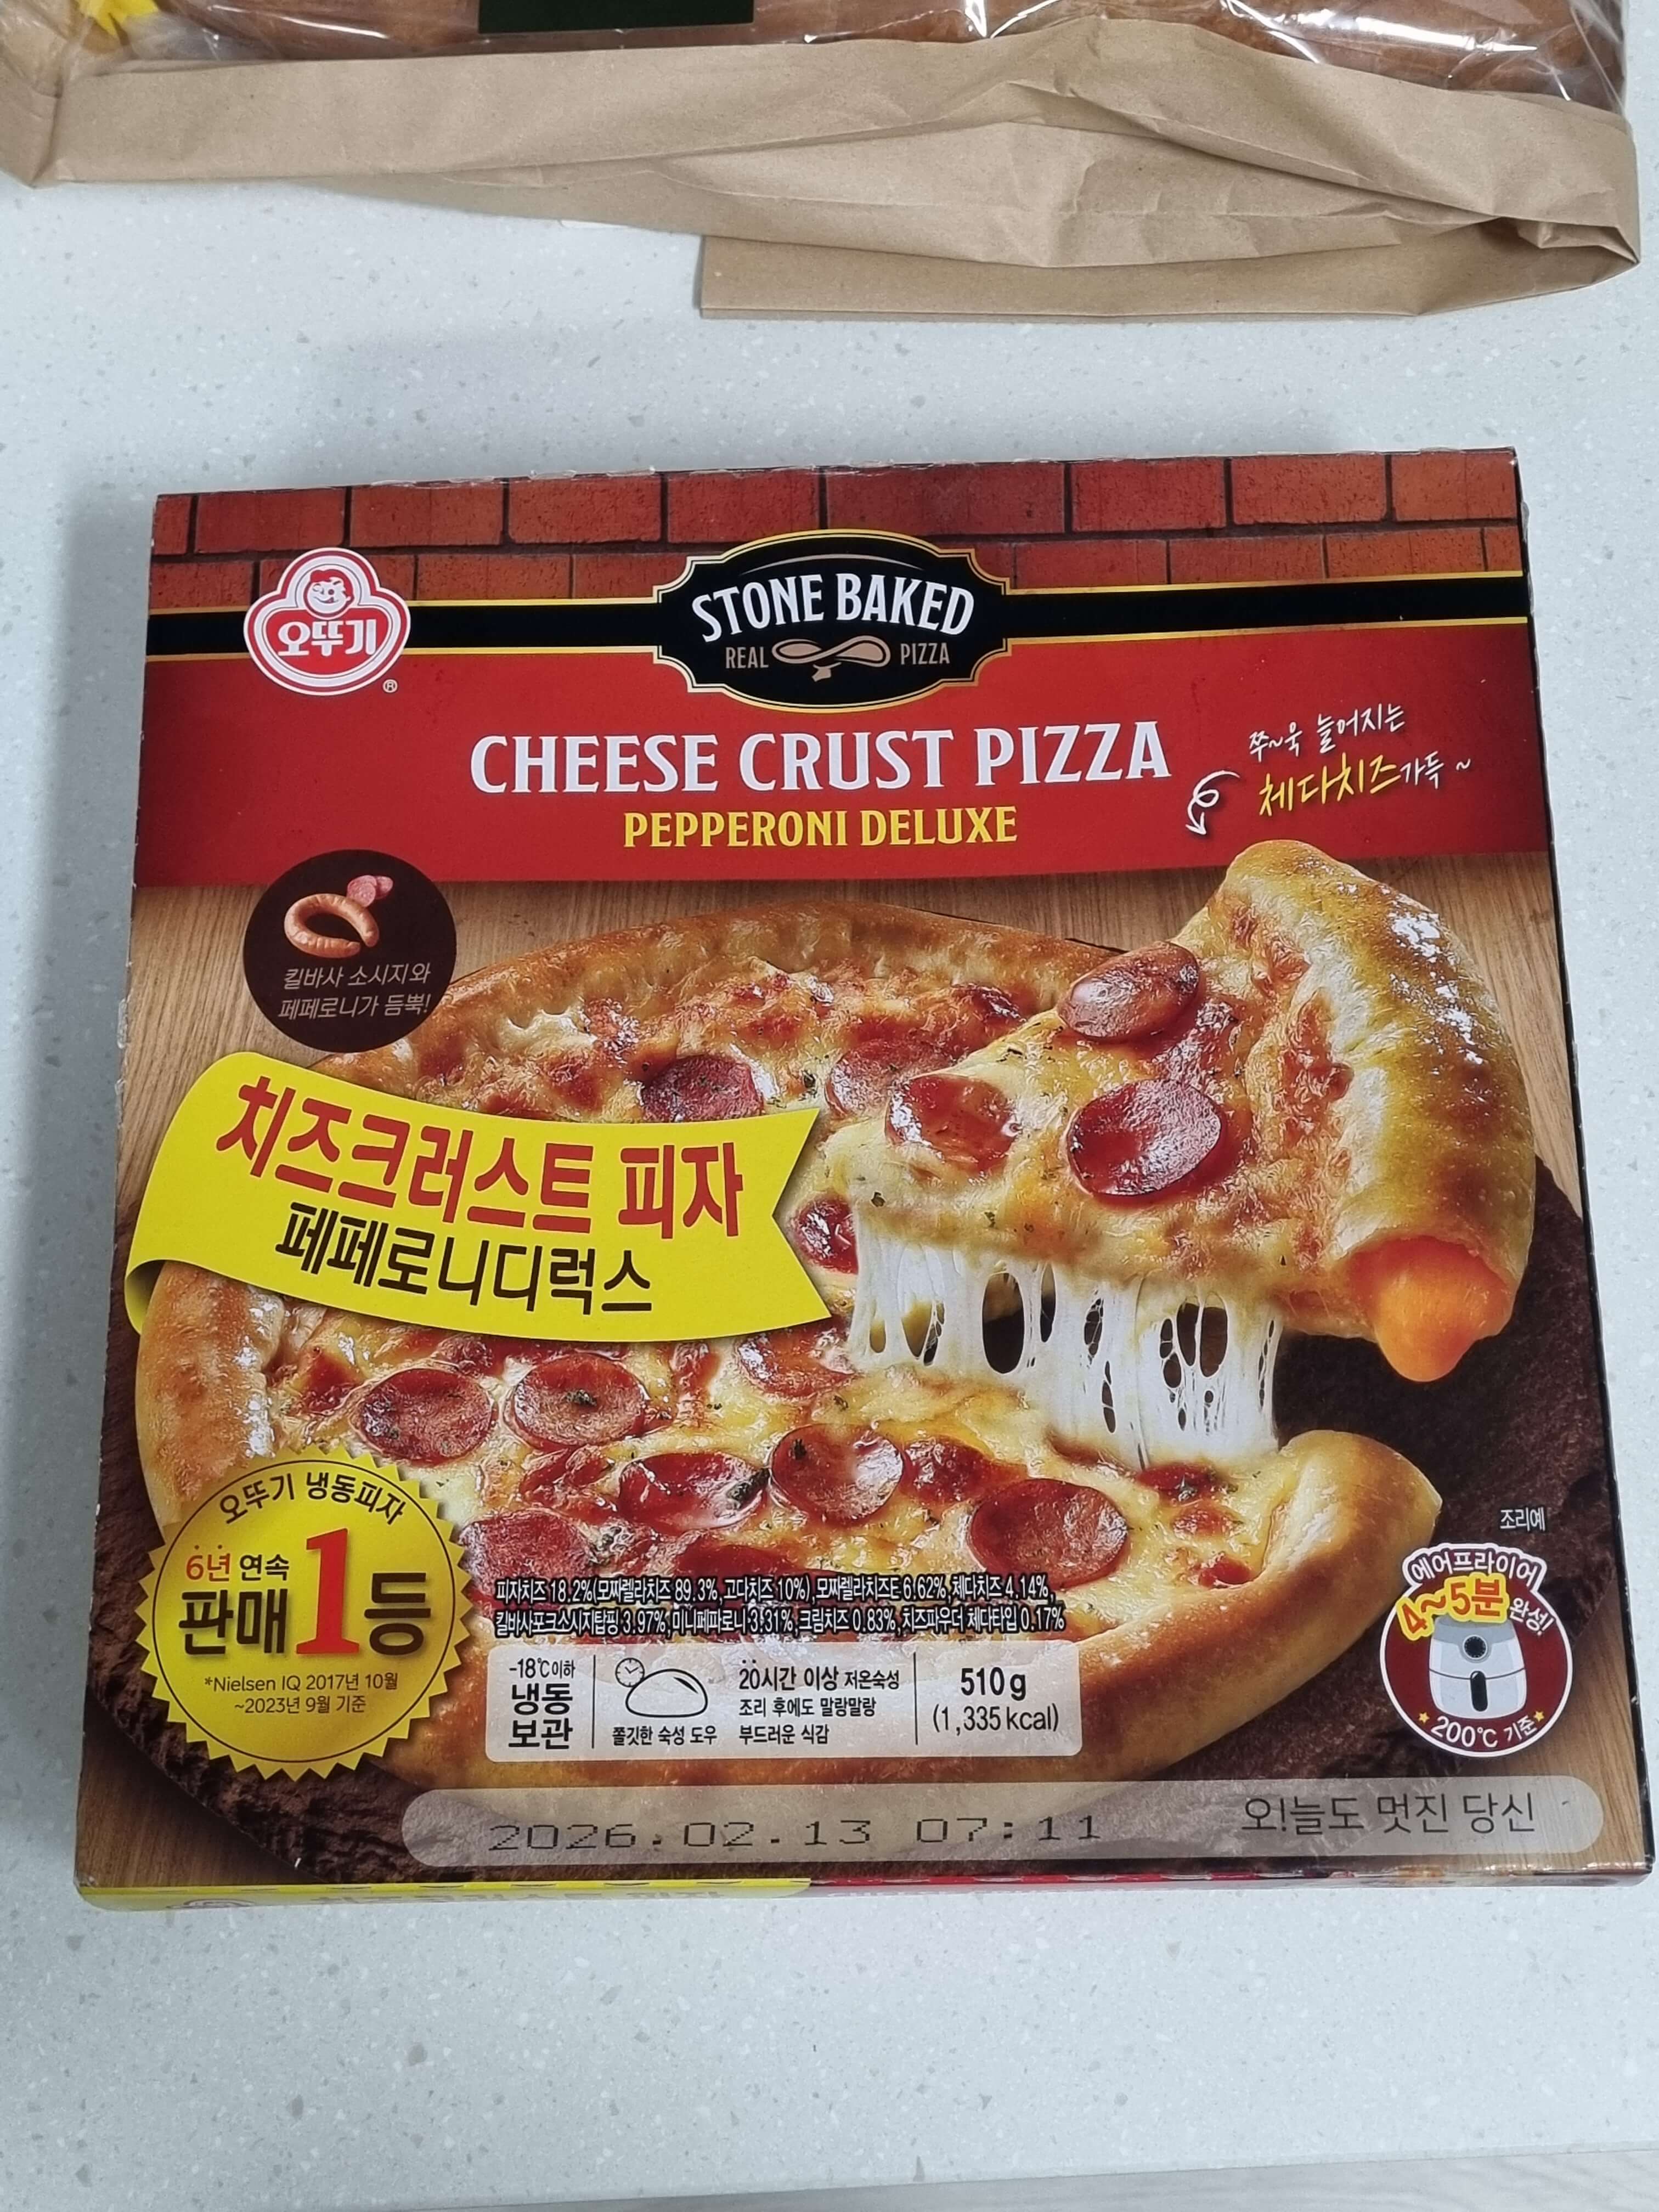 오뚜기
®
STONE BAKED
REAL PIZZA
CHEESE CRUST PIZZA
PEPPERONI DELUXE
쭈~욱 늘어지는
체다치즈가득~
킬바사 소시지와
페페로니가 듬뿍!
치즈크러스트 피자
페페로니디럭스
오뚜기 냉동피자
6년 연속
판매 1등
*Nielsen IQ 2017년 10월
~2023년 9월 기준
조리예
피자치즈 18.2%(모짜렐라치즈 89.3%,고다치즈 10%),모짜렐라치즈E 6.62%, 체다치즈 4.14%,
킬바사포크소시지탑핑 3.97%,미니페퍼로니 3.31%,크림치즈 0.83%, 치즈파우더 체다타입 0.17%
-18℃이하
냉동
보관
쫄깃한 숙성 도우
20시간 이상 저온숙성
조리 후에도 말랑말랑
부드러운 식감
510g
(1,335 kcal)
에어프라이어
4~5분 완성!
200℃ 기준
2026.02.13 07:11
오!늘도 멋진 당신